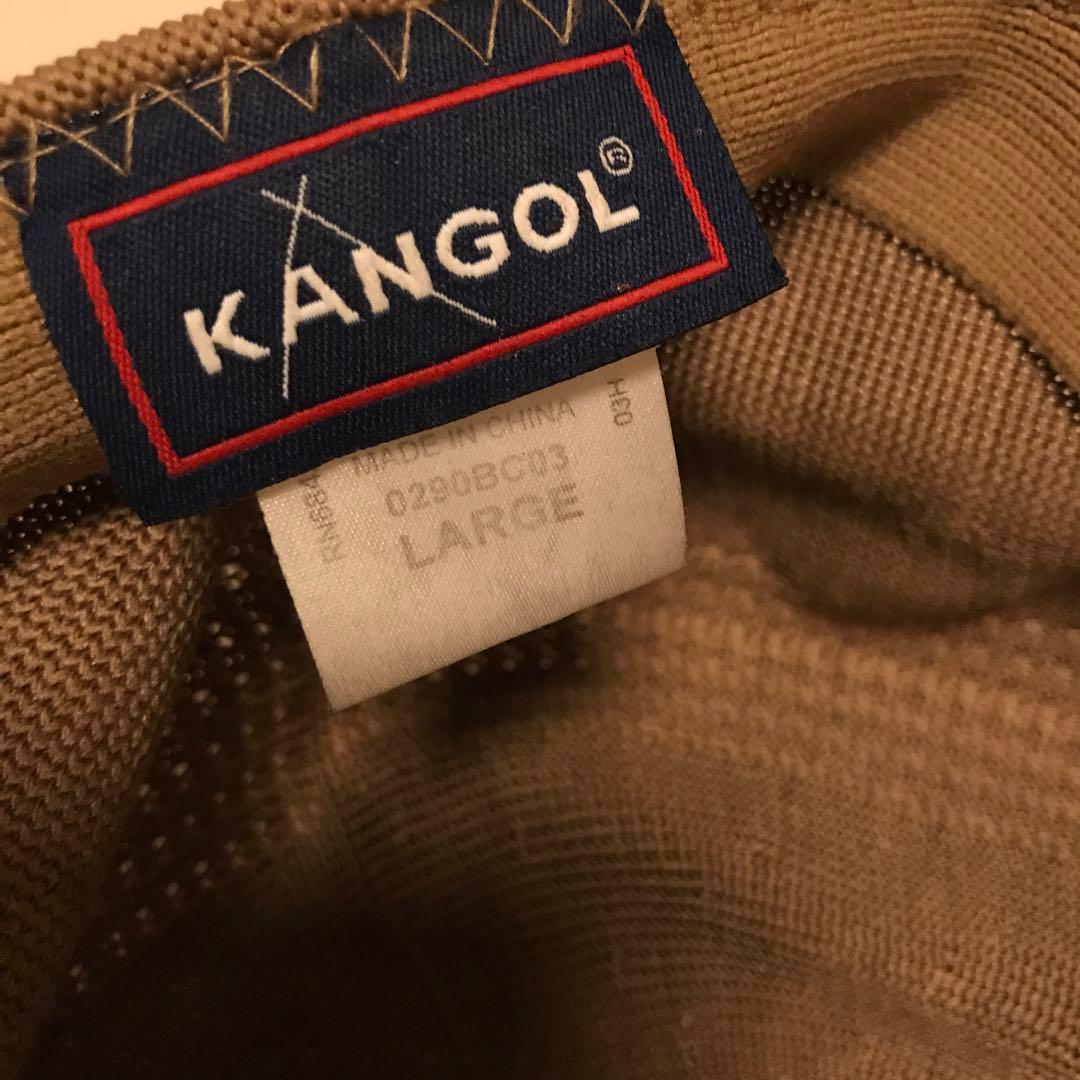 KANGOL®
MADE IN CHINA
0290BC03
LARGE
03H